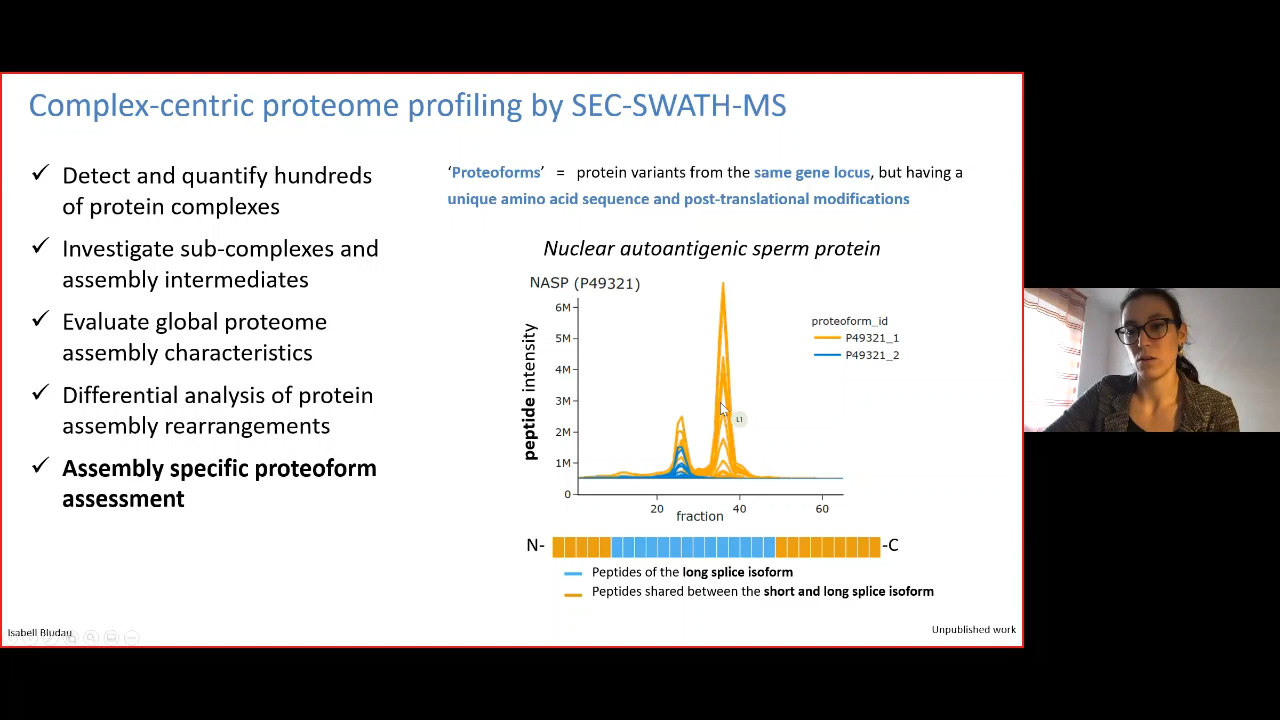 Complex-centric proteome profiling by SEC-SWATH-MS
✓ Detect and quantify hundreds
of protein complexes
✓ Investigate sub-complexes and
assembly intermediates
✓ Evaluate global proteome
assembly characteristics
✓ Differential analysis of protein
assembly rearrangements
✓ Assembly specific proteoform
assessment
‘Proteoforms’ = protein variants from the same gene locus, but having a
unique amino acid sequence and post-translational modifications
Nuclear autoantigenic sperm protein
NASP (P49321)
peptide intensity
6M
5M
4M
3M
2M
1M
0
20
40
60
fraction
proteoform_id
P49321_1
P49321_2
N-
-C
Peptides of the long splice isoform
Peptides shared between the short and long splice isoform
Isabell Bludau
Unpublished work